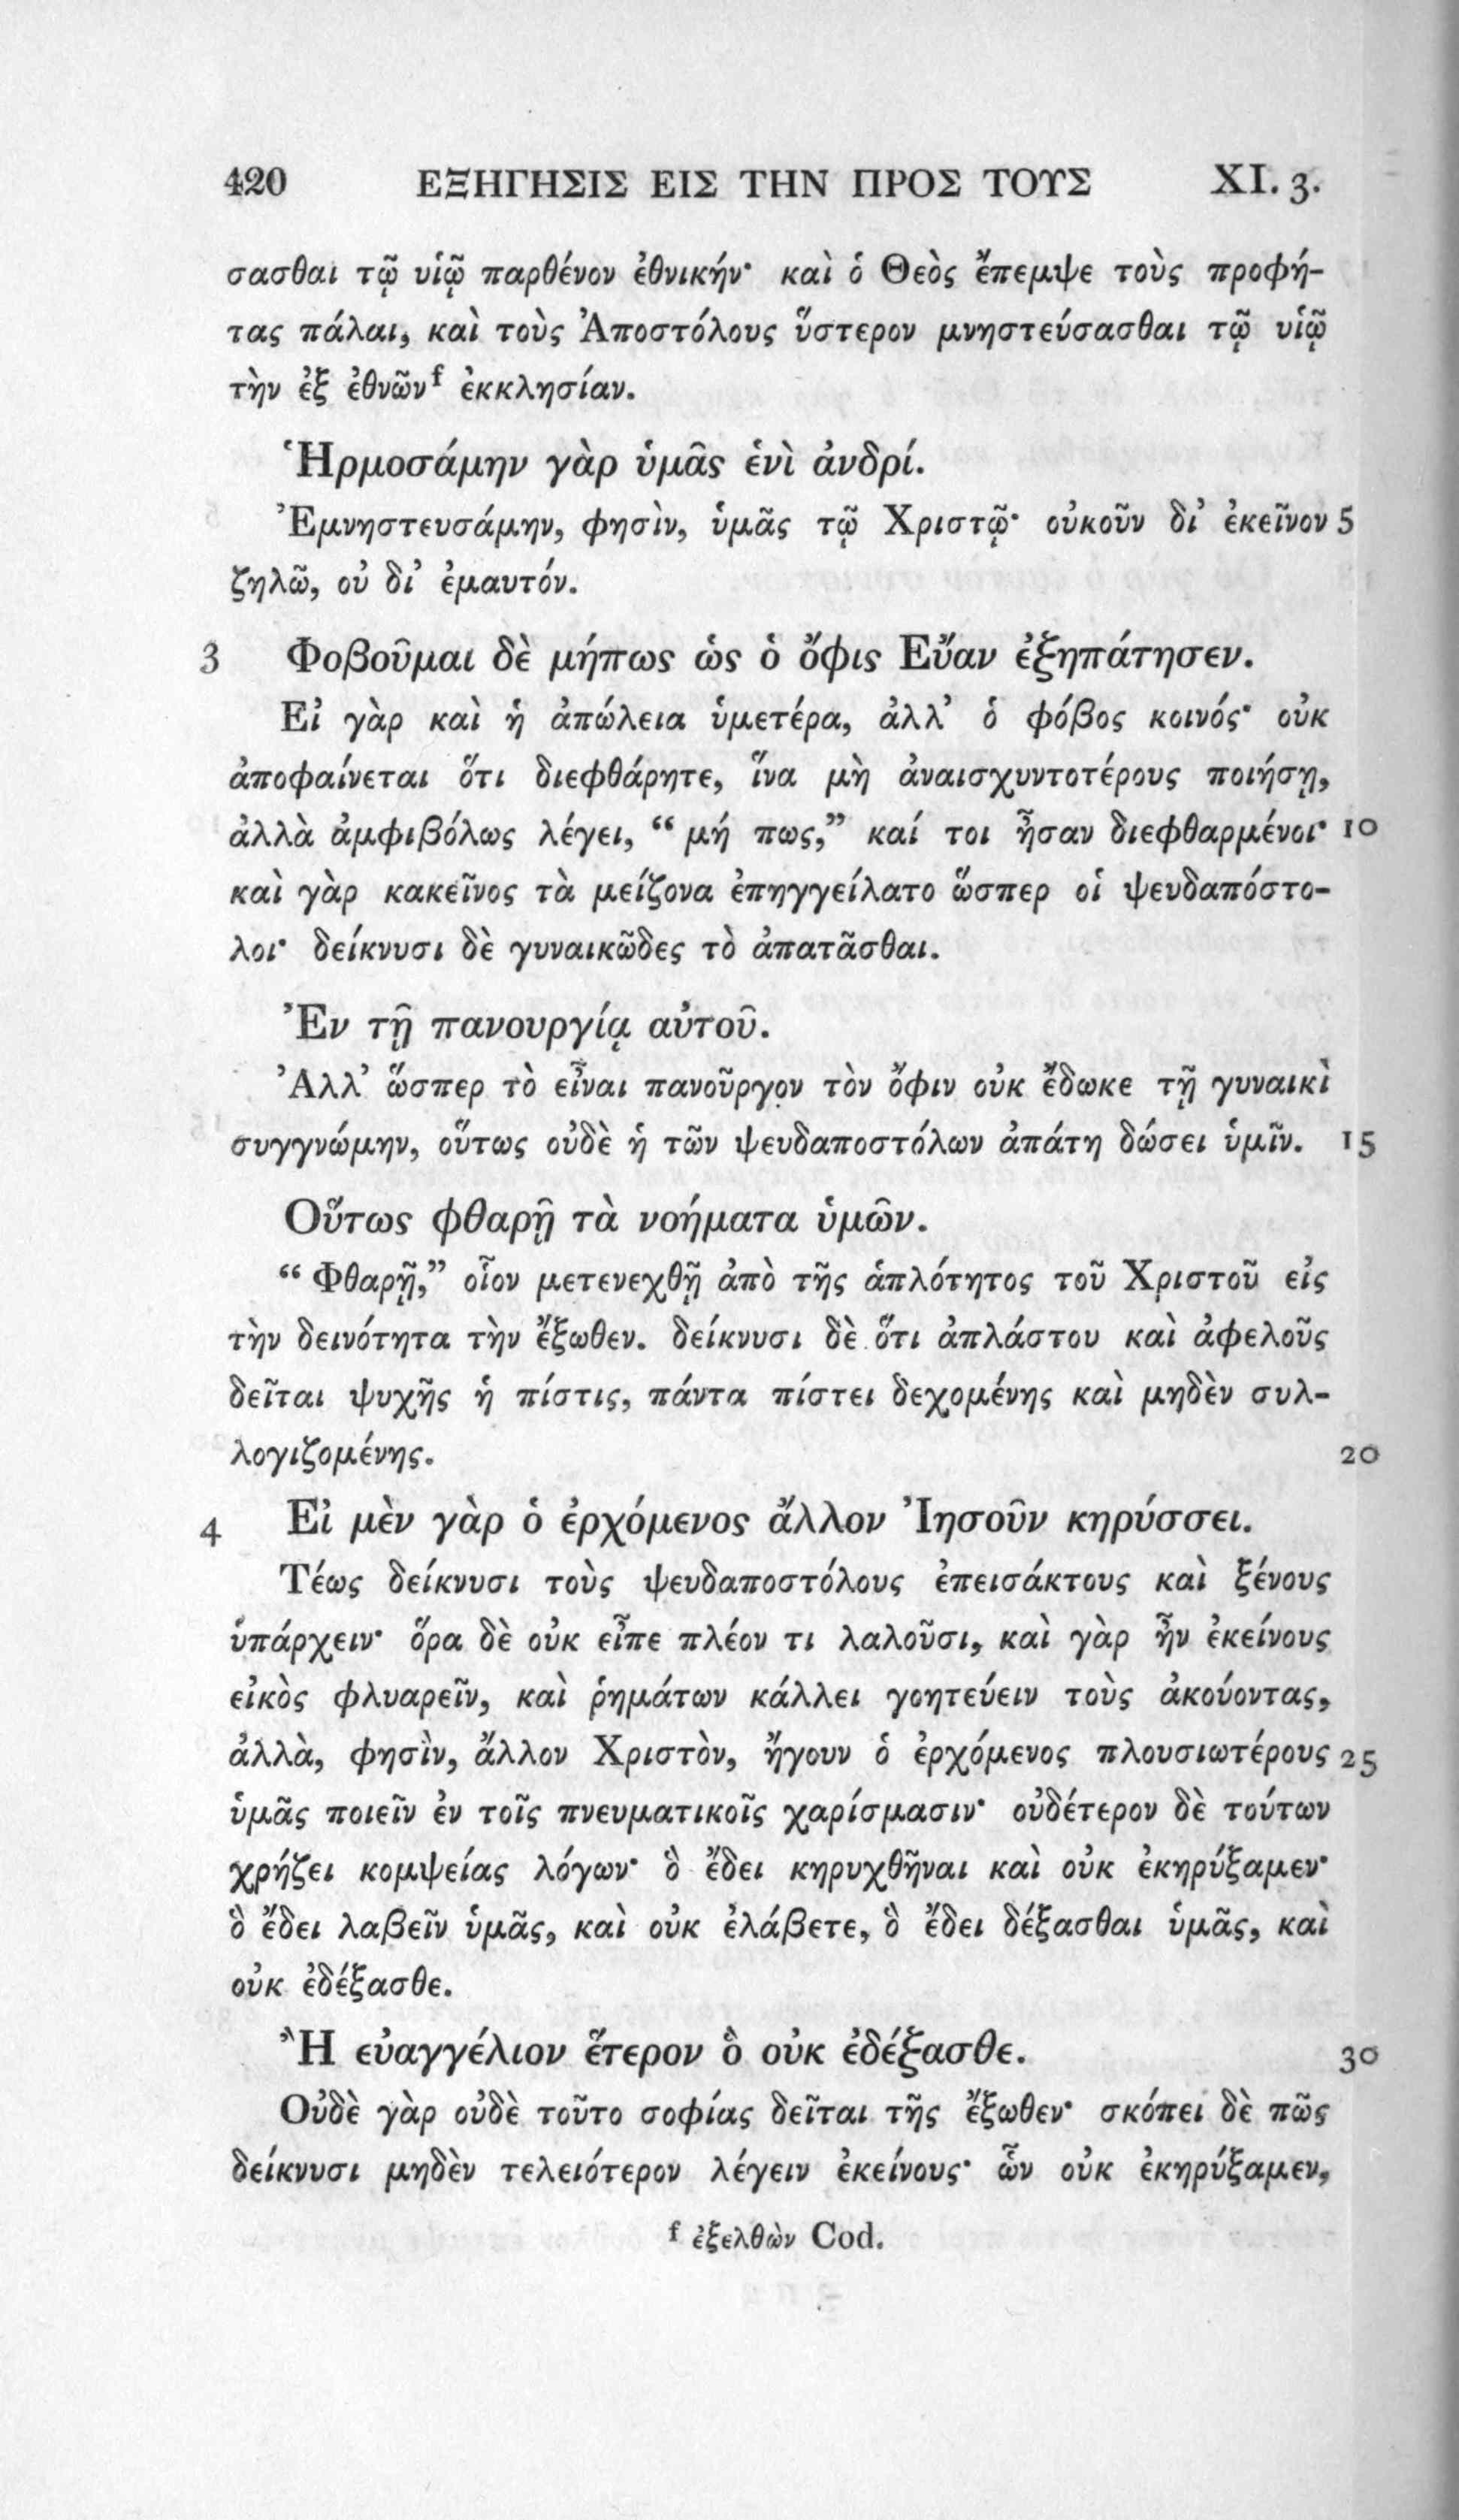 420 ΕΞΗΓΗΣΙΣ ΕΙΣ ΤΗΝ ΠΡΟΣ ΤΟΥΣ XI. 3.
σασθαι τῷ υἱῷ παρθένον ἐθνικήν· καὶ ὁ Θεὸς ἔπεμψε τοὺς προφή-
τας πάλαι, καὶ τοὺς Ἀποστόλους ὕστερον μνηστεύσασθαι τῷ υἱῷ
τὴν ἐξ ἐθνῶν f ἐκκλησίαν.
Ἡρμοσάμην γὰρ ὑμᾶς ἑνὶ ἀνδρί.
Ἐμνηστευσάμην, φησὶν, ὑμᾶς τῷ Χριστῷ· οὐκοῦν δι’ ἐκεῖνον 5
ζηλῶ, οὐ δι’ ἐμαυτόν.
3 Φοβοῦμαι δὲ μήπως ὡς ὁ ὄφις Εὔαν ἐξηπάτησεν.
Εἰ γὰρ καὶ ἡ ἀπώλεια ὑμετέρα, ἀλλ’ ὁ φόβος κοινός· οὐκ
ἀποφαίνεται ὅτι διεφθάρητε, ἵνα μὴ ἀναισχυντοτέρους ποιήσῃ,
ἀλλὰ ἀμφιβόλως λέγει, “ μή πως,” καί τοι ἦσαν διεφθαρμένοι· 10
καὶ γὰρ κακεῖνος τὰ μείζονα ἐπηγγείλατο ὥσπερ οἱ ψευδαπόστο-
λοι· δείκνυσι δὲ γυναικῶδες τὸ ἀπατᾶσθαι.
Ἐν τῇ πανουργίᾳ αὐτοῦ.
Ἀλλ’ ὥσπερ τὸ εἶναι πανοῦργον τὸν ὄφιν οὐκ ἔδωκε τῇ γυναικὶ
συγγνώμην, οὕτως οὐδὲ ἡ τῶν ψευδαποστόλων ἀπάτη δώσει ὑμῖν. 15
Οὕτως φθαρῇ τὰ νοήματα ὑμῶν.
“ Φθαρῇ,” οἷον μετενεχθῇ ἀπὸ τῆς ἁπλότητος τοῦ Χριστοῦ εἰς
τὴν δεινότητα τὴν ἔξωθεν. δείκνυσι δὲ ὅτι ἀπλάστου καὶ ἀφελοῦς
δεῖται ψυχῆς ἡ πίστις, πάντα πίστει δεχομένης καὶ μηδὲν συλ-
λογιζομένης. 20
4 Εἰ μὲν γὰρ ὁ ἐρχόμενος ἄλλον Ἰησοῦν κηρύσσει.
Τέως δείκνυσι τοὺς ψευδαποστόλους ἐπεισάκτους καὶ ξένους
ὑπάρχειν· ὅρα δὲ οὐκ εἶπε πλέον τι λαλοῦσι, καὶ γὰρ ἦν ἐκείνους
εἰκὸς φλυαρεῖν, καὶ ῥημάτων κάλλει γοητεύειν τοὺς ἀκούοντας,
ἀλλὰ, φησὶν, ἄλλον Χριστὸν, ἤγουν ὁ ἐρχόμενος πλουσιωτέρους 25
ὑμᾶς ποιεῖν ἐν τοῖς πνευματικοῖς χαρίσμασιν· οὐδέτερον δὲ τούτων
χρήζει κομψείας λόγων· ὃ ἔδει κηρυχθῆναι καὶ οὐκ ἐκηρύξαμεν·
ὃ ἔδει λαβεῖν ὑμᾶς, καὶ οὐκ ἐλάβετε, ὃ ἔδει δέξασθαι ὑμᾶς, καὶ
οὐκ ἐδέξασθε.
Ἢ εὐαγγέλιον ἕτερον ὃ οὐκ ἐδέξασθε. 30
Οὐδὲ γὰρ οὐδὲ τοῦτο σοφίας δεῖται τῆς ἔξωθεν· σκόπει δὲ πῶς
δείκνυσι μηδὲν τελειότερον λέγειν ἐκείνους· ὧν οὐκ ἐκηρύξαμεν,
f ἐξελθὼν Cod.